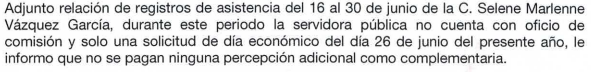 Adjunto relación de registros de asistencia del 16 al 30 de junio de la C. Selene Marlenne
Vázquez García, durante este periodo la servidora pública no cuenta con oficio de
comisión y solo una solicitud de día económico del día 26 de junio del presente año, le
informo que no se pagan ninguna percepción adicional como complementaria.